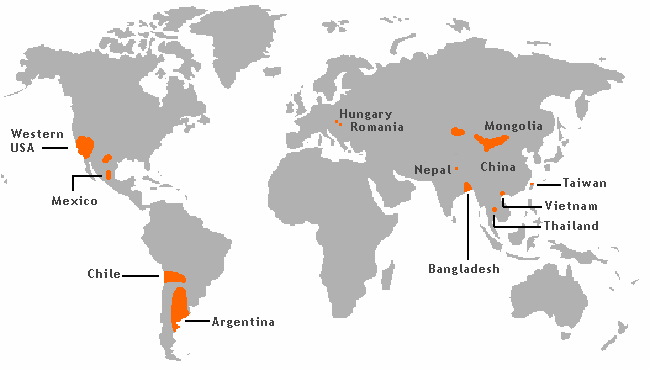 Hungary
Romania
Mongolia
Western
USA
Nepal
China
Taiwan
Mexico
Vietnam
Thailand
Bangladesh
Chile
Argentina